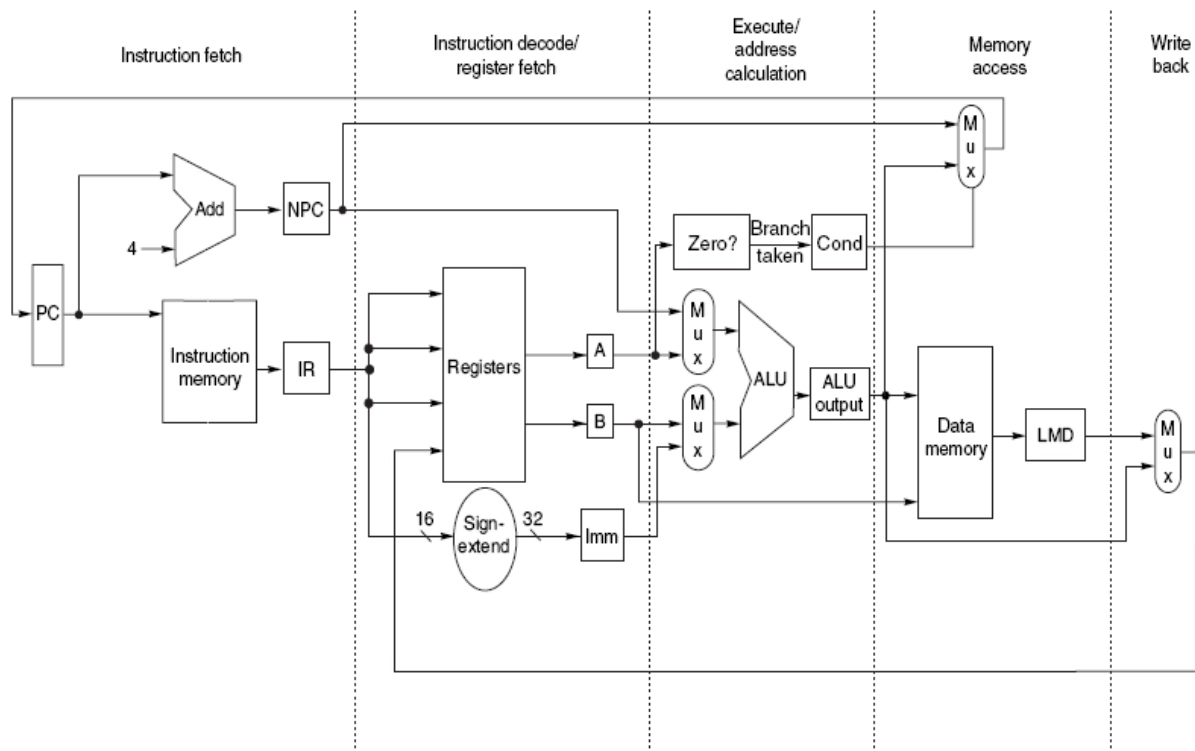 Instruction fetch
Instruction decode/
register fetch
Execute/
address
calculation
Memory
access
Write
back
M
u
x
Add
NPC
4
Zero?
Branch
taken
Cond
PC
Instruction
memory
IR
Registers
A
B
M
u
x
M
u
x
ALU
ALU
output
Data
memory
LMD
M
u
x
16
Sign-
extend
32
Imm